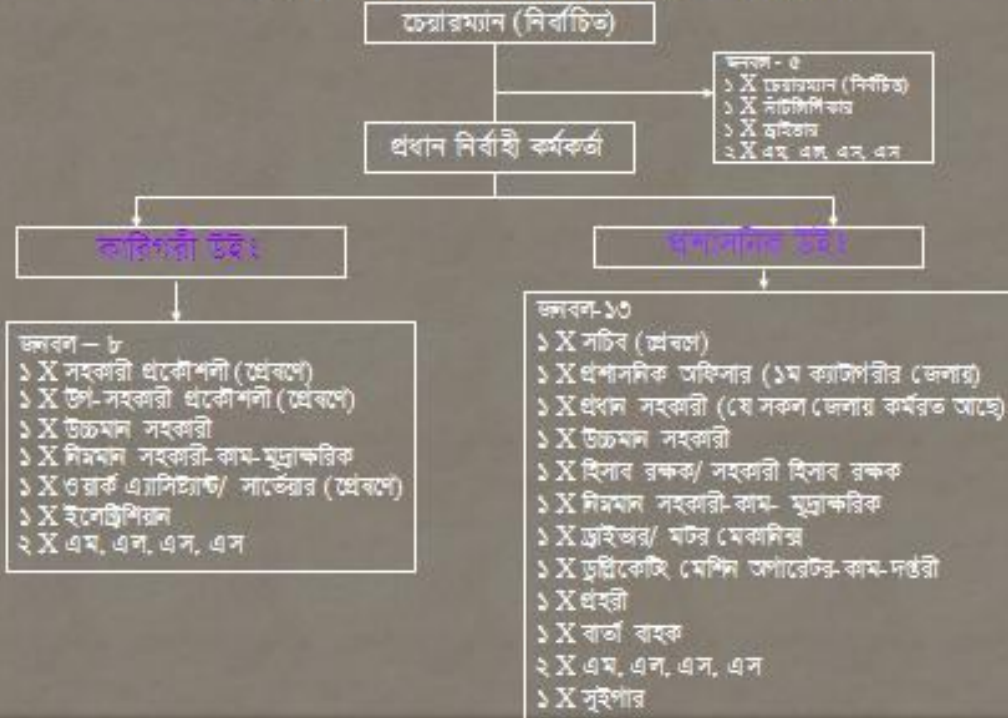 চেয়ারম্যান (নির্বাচিত)
জনবল - ৫
১ X চেয়ারম্যান (নির্বাচিত)
১ X সাঁটলিপিকার
১ X ড্রাইভার
২ X এম, এল, এস, এস
প্রধান নির্বাহী কর্মকর্তা
কারিগরী উইং
প্রশাসনিক উইং
জনবল – ৮
১ X সহকারী প্রকৌশলী (প্রেষণে)
১ X উপ-সহকারী প্রকৌশলী (প্রেষণে)
১ X উচ্চমান সহকারী
১ X নিম্নমান সহকারী-কাম-মুদ্রাক্ষরিক
১ X ওয়ার্ক এ্যাসিষ্ট্যান্ট/ সার্ভেয়ার (প্রেষণে)
১ X ইলেক্ট্রিশিয়ান
২ X এম, এল, এস, এস
জনবল-১৩
১ X সচিব (প্রেষণে)
১ X প্রশাসনিক অফিসার (১ম ক্যাটাগরীর জেলায়)
১ X প্রধান সহকারী (যে সকল জেলায় কর্মরত আছে)
১ X উচ্চমান সহকারী
১ X হিসাব রক্ষক/ সহকারী হিসাব রক্ষক
১ X নিম্নমান সহকারী-কাম- মুদ্রাক্ষরিক
১ X ড্রাইভার/ মটর মেকানিক্স
১ X ডুপ্লিকেটিং মেশিন অপারেটর-কাম-দপ্তরী
১ X প্রহরী
১ X বার্তা বাহক
২ X এম, এল, এস, এস
১ X সুইপার